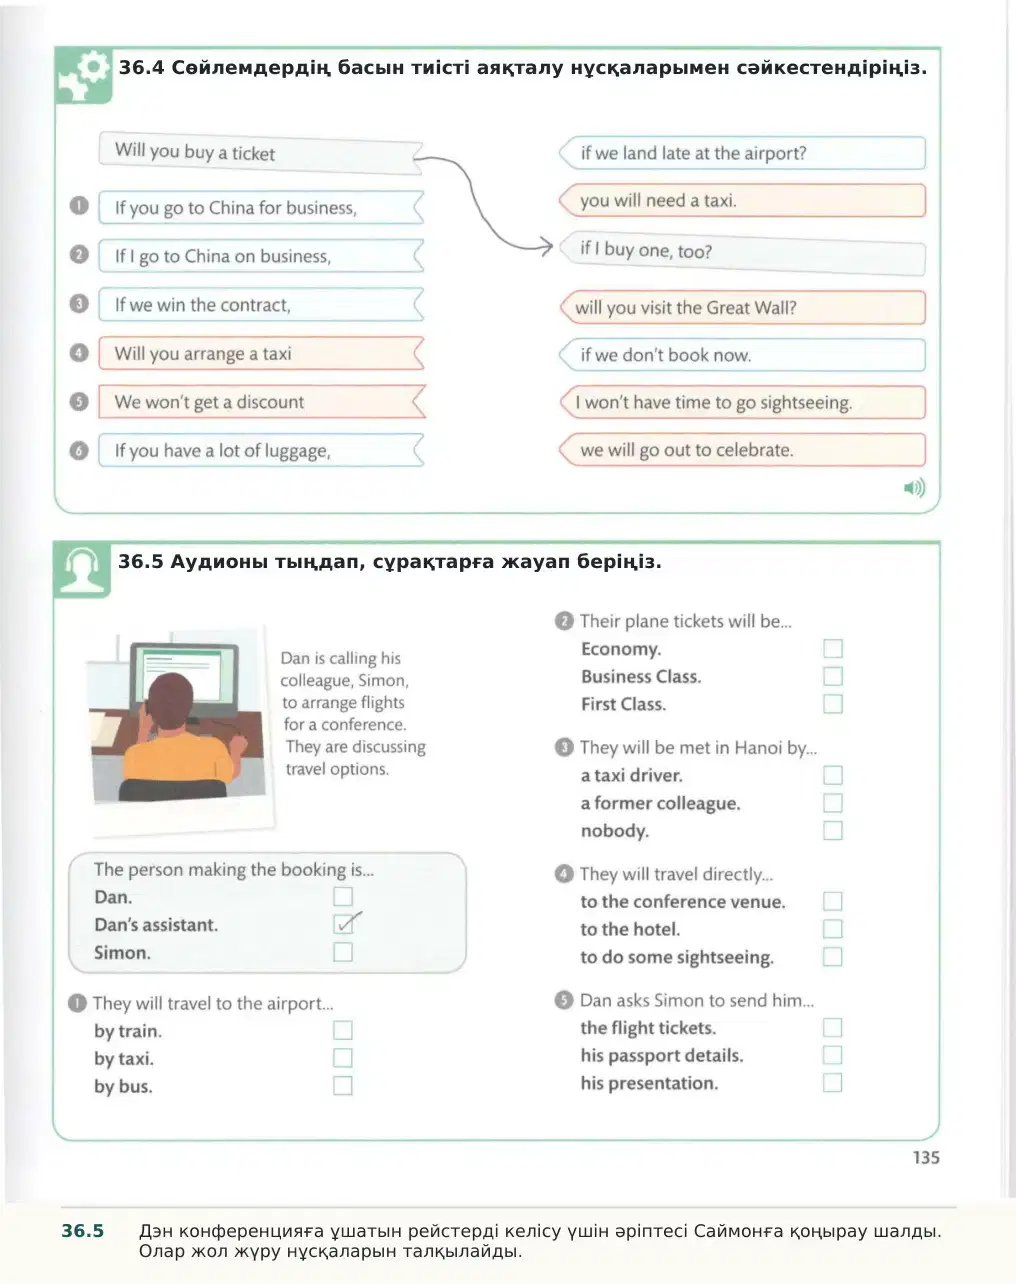 36.4 Сөйлемдердің басын тиісті аяқталу нұсқаларымен сәйкестендіріңіз.
Will you buy a ticket
1 If you go to China for business,
2 If I go to China on business,
3 If we win the contract,
4 Will you arrange a taxi
5 We won't get a discount
6 If you have a lot of luggage,
if we land late at the airport?
you will need a taxi.
if I buy one, too?
will you visit the Great Wall?
if we don't book now.
I won't have time to go sightseeing.
we will go out to celebrate.
36.5 Аудионы тыңдап, сұрақтарға жауап беріңіз.
Dan is calling his
colleague, Simon,
to arrange flights
for a conference.
They are discussing
travel options.
The person making the booking is...
Dan.
Dan's assistant.
Simon.
1 They will travel to the airport...
by train.
by taxi.
by bus.
2 Their plane tickets will be...
Economy.
Business Class.
First Class.
3 They will be met in Hanoi by...
a taxi driver.
a former colleague.
nobody.
4 They will travel directly...
to the conference venue.
to the hotel.
to do some sightseeing.
5 Dan asks Simon to send him...
the flight tickets.
his passport details.
his presentation.
135
36.5 Дэн конференцияға ұшатын рейстерді келісу үшін әріптесі Саймонға қоңырау шалды.
Олар жол жүру нұсқаларын талқылайды.